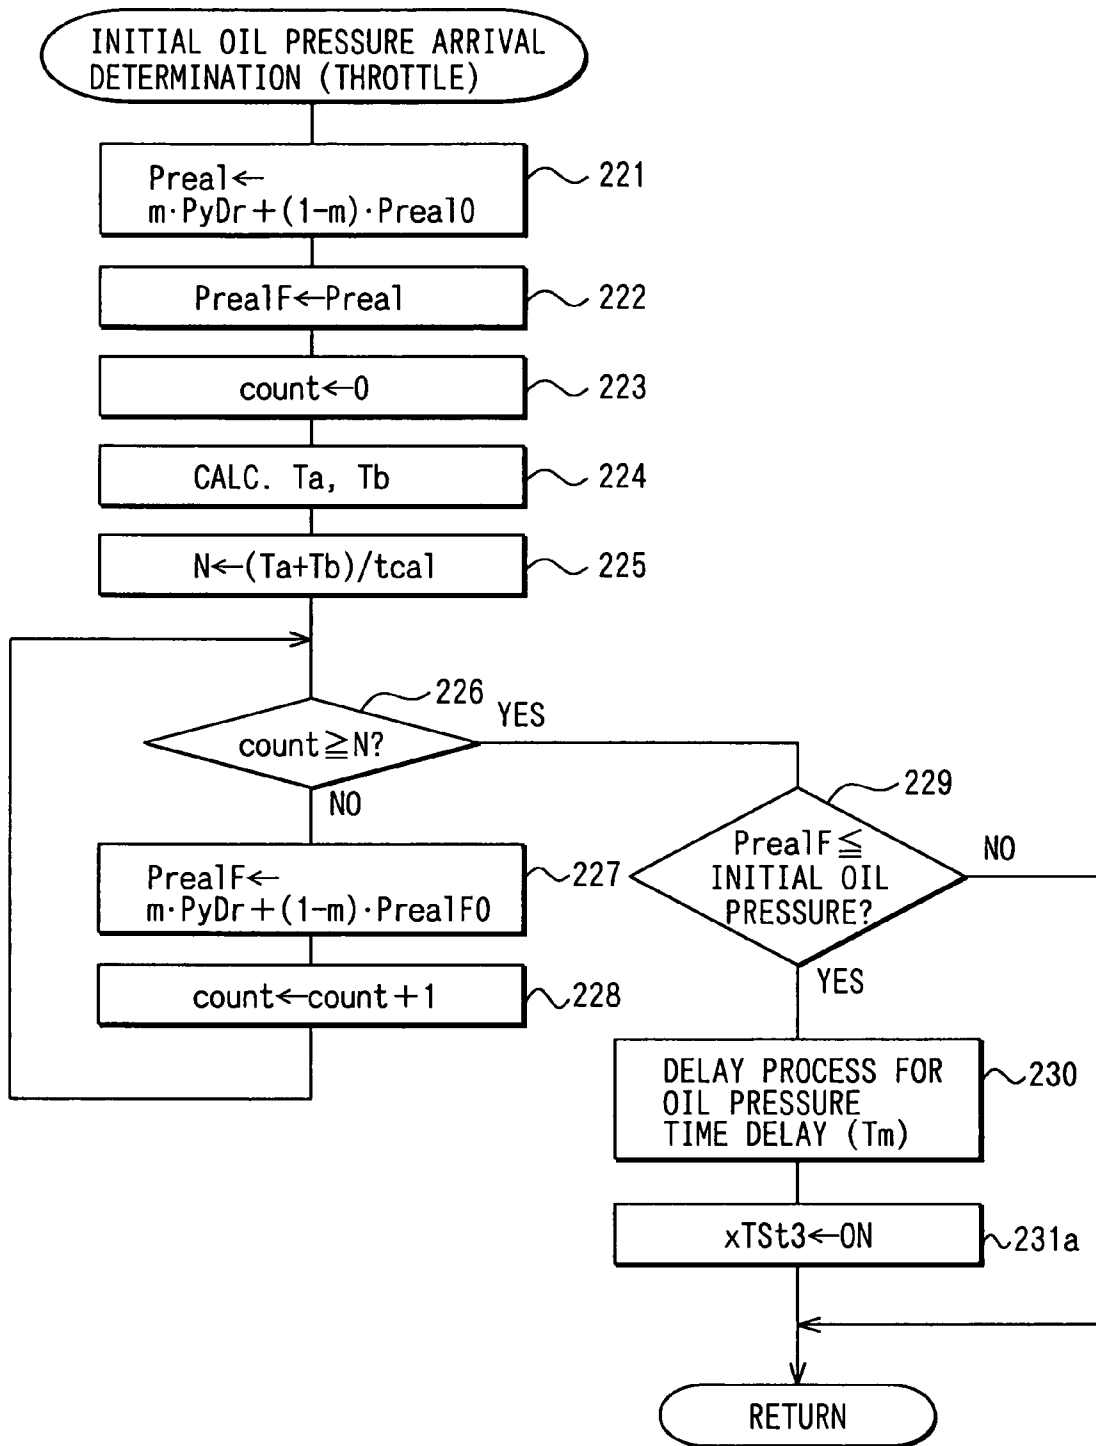 INITIAL OIL PRESSURE ARRIVAL
DETERMINATION (THROTTLE)
Preal←
m·PyDr+(1-m)·Preal0
221
PrealF←Preal
222
count←0
223
CALC. Ta, Tb
224
N←(Ta+Tb)/tcal
225
226
count≧N?
YES
NO
PrealF←
m·PyDr+(1-m)·PrealF0
227
count←count+1
228
229
PrealF≦
INITIAL OIL
PRESSURE?
NO
YES
DELAY PROCESS FOR
OIL PRESSURE
TIME DELAY (Tm)
230
xTSt3←ON
231a
RETURN